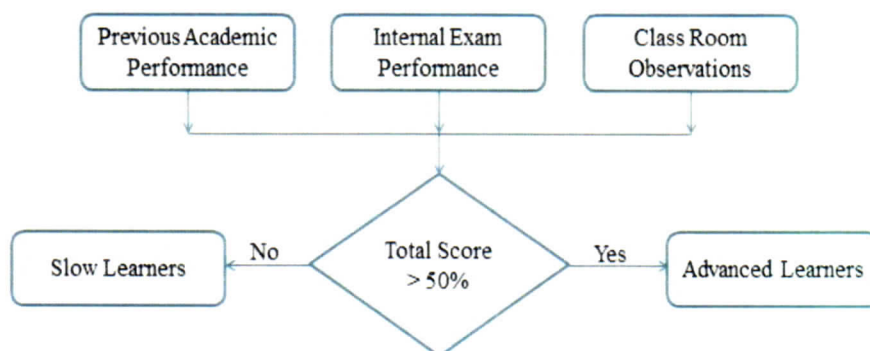 Previous Academic
Performance
Internal Exam
Performance
Class Room
Observations
No
Yes
Slow Learners
Total Score
> 50%
Advanced Learners